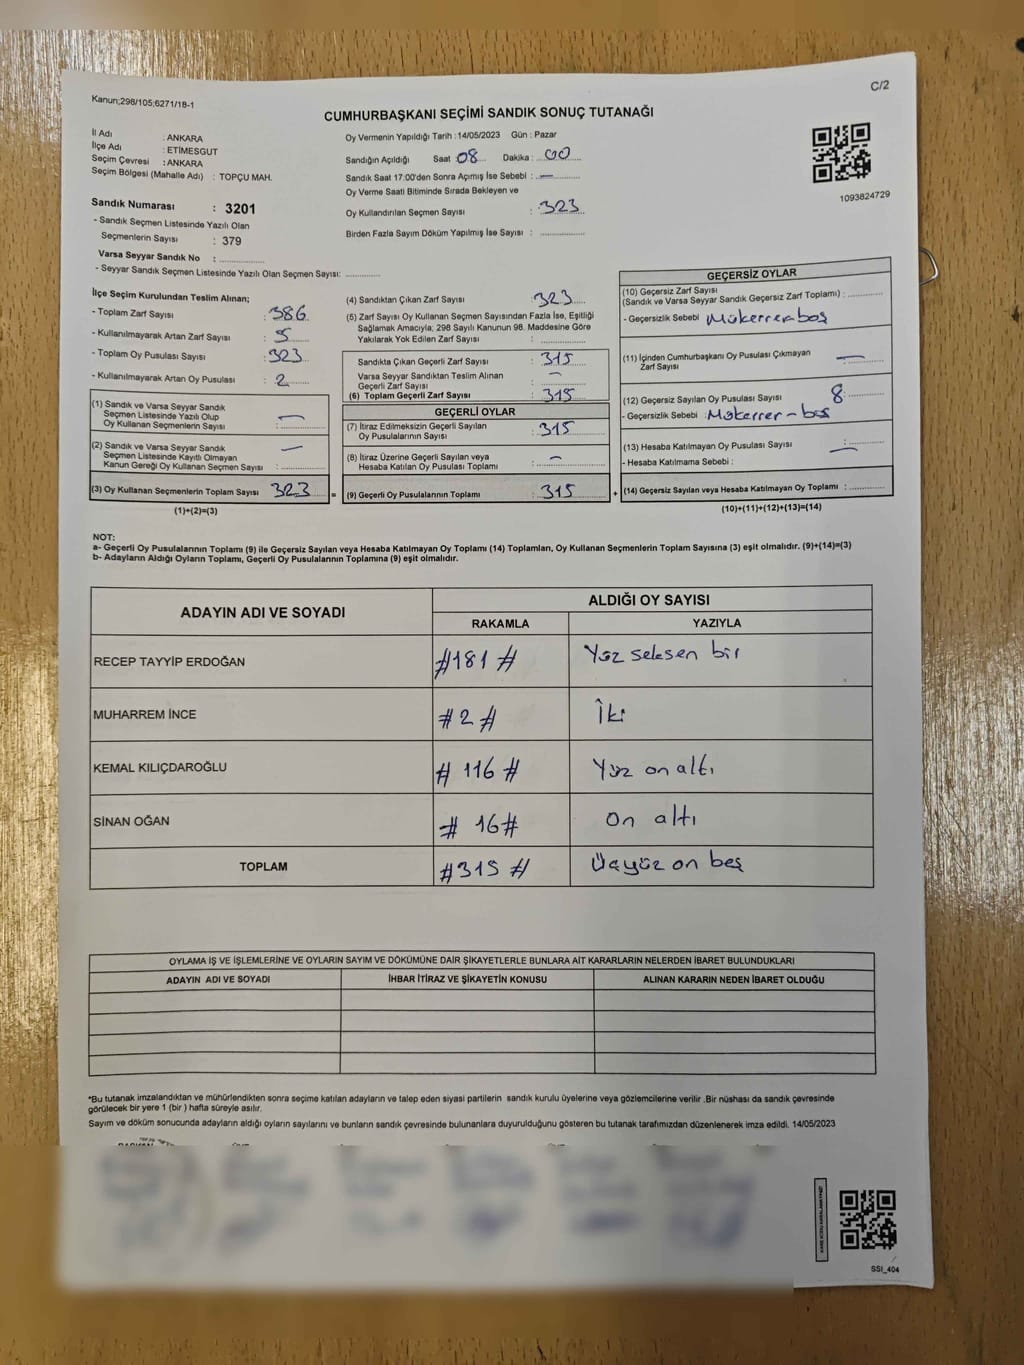 C/2
Kanun;298/105;6271/18-1
CUMHURBAŞKANI SEÇİMİ SANDIK SONUÇ TUTANAĞI
İl Adı : ANKARA
İlçe Adı : ETİMESGUT
Seçim Çevresi : ANKARA
Seçim Bölgesi (Mahalle Adı) : TOPÇU MAH.
Sandık Numarası : 3201
- Sandık Seçmen Listesinde Yazılı Olan
Seçmenlerin Sayısı : 379
Varsa Seyyar Sandık No :
- Seyyar Sandık Seçmen Listesinde Yazılı Olan Seçmen Sayısı:
Oy Vermenin Yapıldığı Tarih :14/05/2023 Gün : Pazar
Sandığın Açıldığı Saat :08 Dakika : 00
Sandık Saat 17:00'den Sonra Açımış İse Sebebi : —
Oy Verme Saati Bitiminde Sırada Bekleyen ve
Oy Kullandırılan Seçmen Sayısı : 323
Birden Fazla Sayım Döküm Yapılmış İse Sayısı :
1093824729
İlçe Seçim Kurulundan Teslim Alınan;
- Toplam Zarf Sayısı : 386
- Kullanılmayarak Artan Zarf Sayısı : 5
- Toplam Oy Pusulası Sayısı : 323
- Kullanılmayarak Artan Oy Pusulası : 2
(1) Sandık ve Varsa Seyyar Sandık
Seçmen Listesinde Yazılı Olup
Oy Kullanan Seçmenlerin Sayısı : —
(2) Sandık ve Varsa Seyyar Sandık
Seçmen Listesinde Kayıtlı Olmayan
Kanun Gereği Oy Kullanan Seçmen Sayısı : —
(3) Oy Kullanan Seçmenlerin Toplam Sayısı 323 =
(1)+(2)=(3)
(4) Sandıktan Çıkan Zarf Sayısı 323
(5) Zarf Sayısı Oy Kullanan Seçmen Sayısından Fazla İse, Eşitliği
Sağlamak Amacıyla; 298 Sayılı Kanunun 98. Maddesine Göre
Yakılarak Yok Edilen Zarf Sayısı :
Sandıkta Çıkan Geçerli Zarf Sayısı : 315
Varsa Seyyar Sandıktan Teslim Alınan
Geçerli Zarf Sayısı : —
(6) Toplam Geçerli Zarf Sayısı : 315
GEÇERLİ OYLAR
(7) İtiraz Edilmeksizin Geçerli Sayılan
Oy Pusulalarının Sayısı : 315
(8) İtiraz Üzerine Geçerli Sayılan veya
Hesaba Katılan Oy Pusulası Toplamı : —
(9) Geçerli Oy Pusulalarının Toplamı : 315 +
GEÇERSİZ OYLAR
(10) Geçersiz Zarf Sayısı
(Sandık ve Varsa Seyyar Sandık Geçersiz Zarf Toplamı) :
- Geçersizlik Sebebi Mükerrer-boş
(11) İçinden Cumhurbaşkanı Oy Pusulası Çıkmayan
Zarf Sayısı : —
(12) Geçersiz Sayılan Oy Pusulası Sayısı 8
- Geçersizlik Sebebi : Mükerrer-boş
(13) Hesaba Katılmayan Oy Pusulası Sayısı : —
- Hesaba Katılmama Sebebi :
(14) Geçersiz Sayılan veya Hesaba Katılmayan Oy Toplamı :
(10)+(11)+(12)+(13)=(14)
NOT:
a- Geçerli Oy Pusulalarının Toplamı (9) ile Geçersiz Sayılan veya Hesaba Katılmayan Oy Toplamı (14) Toplamları, Oy Kullanan Seçmenlerin Toplam Sayısına (3) eşit olmalıdır. (9)+(14)=(3)
b- Adayların Aldığı Oyların Toplamı, Geçerli Oy Pusulalarının Toplamına (9) eşit olmalıdır.
ADAYIN ADI VE SOYADI ALDIĞI OY SAYISI
RAKAMLA YAZIYLA
RECEP TAYYİP ERDOĞAN #181# Yüz seksen bir
MUHARREM İNCE #2# İki
KEMAL KILIÇDAROĞLU #116# Yüz on altı
SİNAN OĞAN #16# On altı
TOPLAM #315# Üçyüz on beş
OYLAMA İŞ VE İŞLEMLERİNE VE OYLARIN SAYIM VE DÖKÜMÜNE DAİR ŞİKAYETLERLE BUNLARA AİT KARARLARIN NELERDEN İBARET BULUNDUKLARI
ADAYIN ADI VE SOYADI İHBAR İTİRAZ VE ŞİKAYETİN KONUSU ALINAN KARARIN NEDEN İBARET OLDUĞU
*Bu tutanak imzalandıktan ve mühürlendikten sonra seçime katılan adayların ve talep eden siyasi partilerin sandık kurulu üyelerine veya gözlemcilerine verilir .Bir nüshası da sandık çevresinde
görülecek bir yere 1 (bir ) hafta süreyle asılır.
Sayım ve döküm sonucunda adayların aldığı oyların sayılarını ve bunların sandık çevresinde bulunanlara duyurulduğunu gösteren bu tutanak tarafımızdan düzenlenerek imza edildi. 14/05/2023
SSI_404